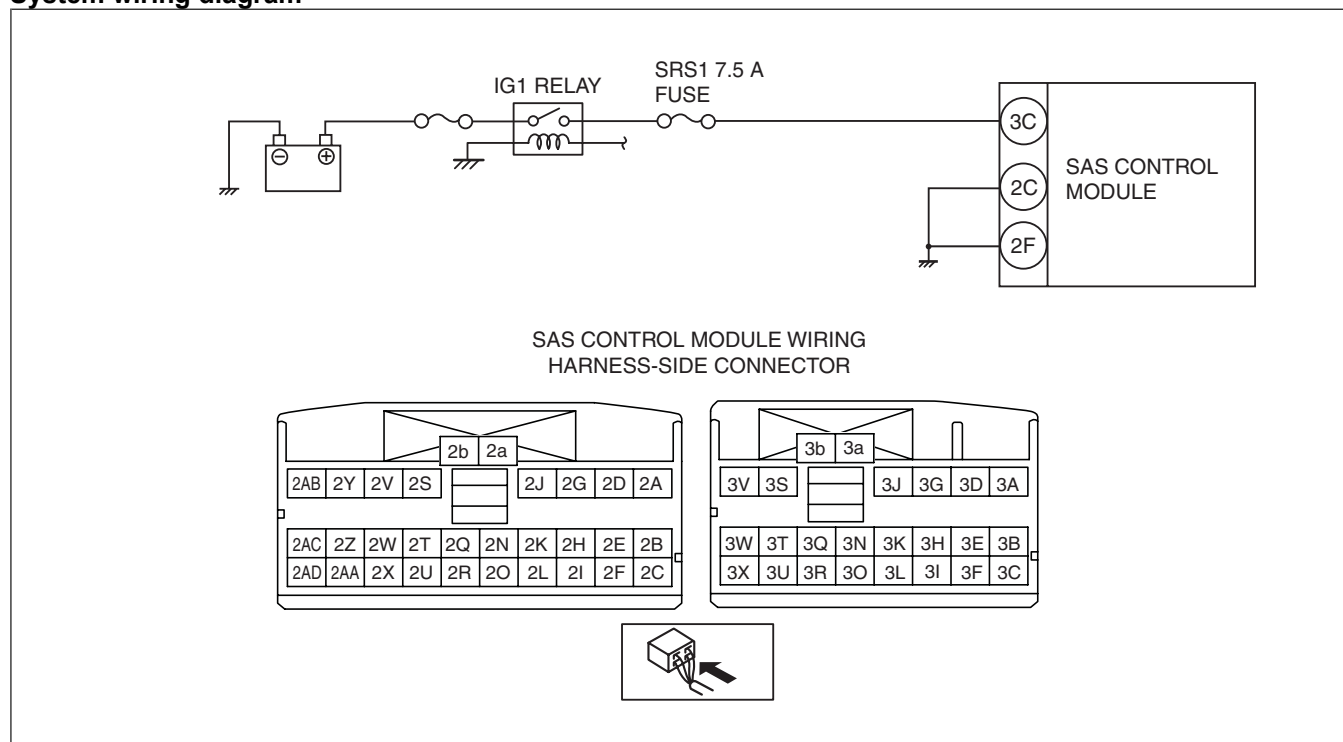 System wiring diagram
SRS1 7.5 A
IG1 RELAY
FUSE
3C
2C
2F
SAS CONTROL
MODULE
SAS CONTROL MODULE WIRING
HARNESS-SIDE CONNECTOR
2b 2a
2AB 2Y 2V 2S 2J 2G 2D 2A
2AC 2Z 2W 2T 2Q 2N 2K 2H 2E 2B
2AD 2AA 2X 2U 2R 2O 2L 2I 2F 2C
3b 3a
3V 3S 3J 3G 3D 3A
3W 3T 3Q 3N 3K 3H 3E 3B
3X 3U 3R 3O 3L 3I 3F 3C